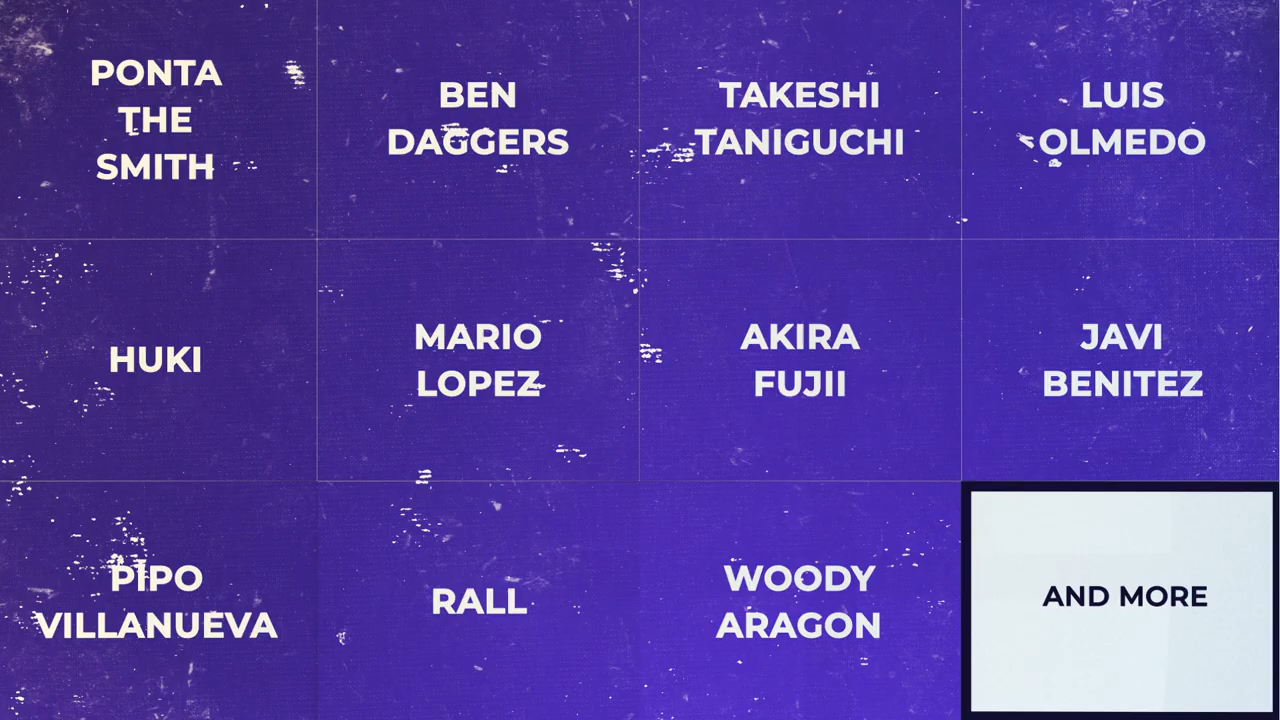 PONTA
THE
SMITH
BEN
DAGGERS
TAKESHI
TANIGUCHI
LUIS
OLMEDO
HUKI
MARIO
LOPEZ
AKIRA
FUJII
JAVI
BENITEZ
PIPO
VILLANUEVA
RALL
WOODY
ARAGON
AND MORE